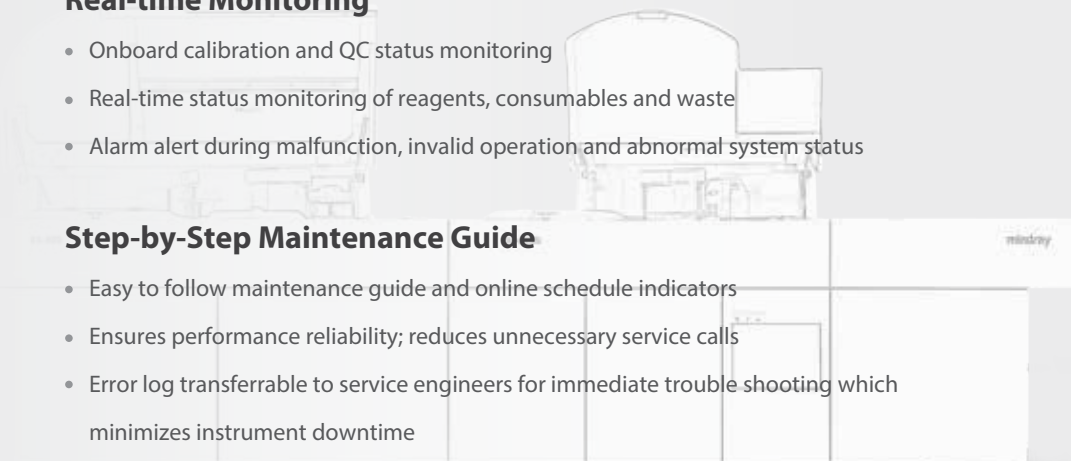 Real-time Monitoring
• Onboard calibration and QC status monitoring
• Real-time status monitoring of reagents, consumables and waste
• Alarm alert during malfunction, invalid operation and abnormal system status
Step-by-Step Maintenance Guide
mindray
• Easy to follow maintenance guide and online schedule indicators
• Ensures performance reliability; reduces unnecessary service calls
• Error log transferrable to service engineers for immediate trouble shooting which
minimizes instrument downtime